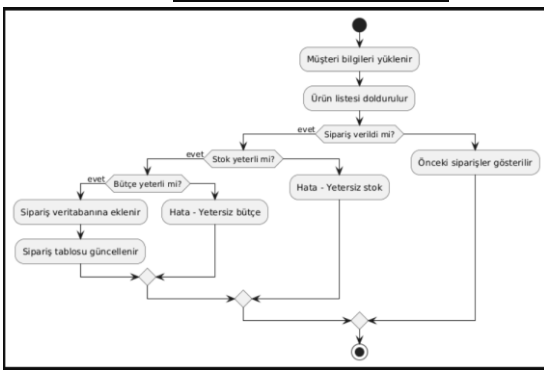 Müşteri bilgileri yüklenir
Ürün listesi doldurulur
evet
Sipariş verildi mi?
evet
Stok yeterli mi?
Önceki siparişler gösterilir
evet
Bütçe yeterli mi?
Hata - Yetersiz stok
Sipariş veritabanına eklenir
Hata - Yetersiz bütçe
Sipariş tablosu güncellenir